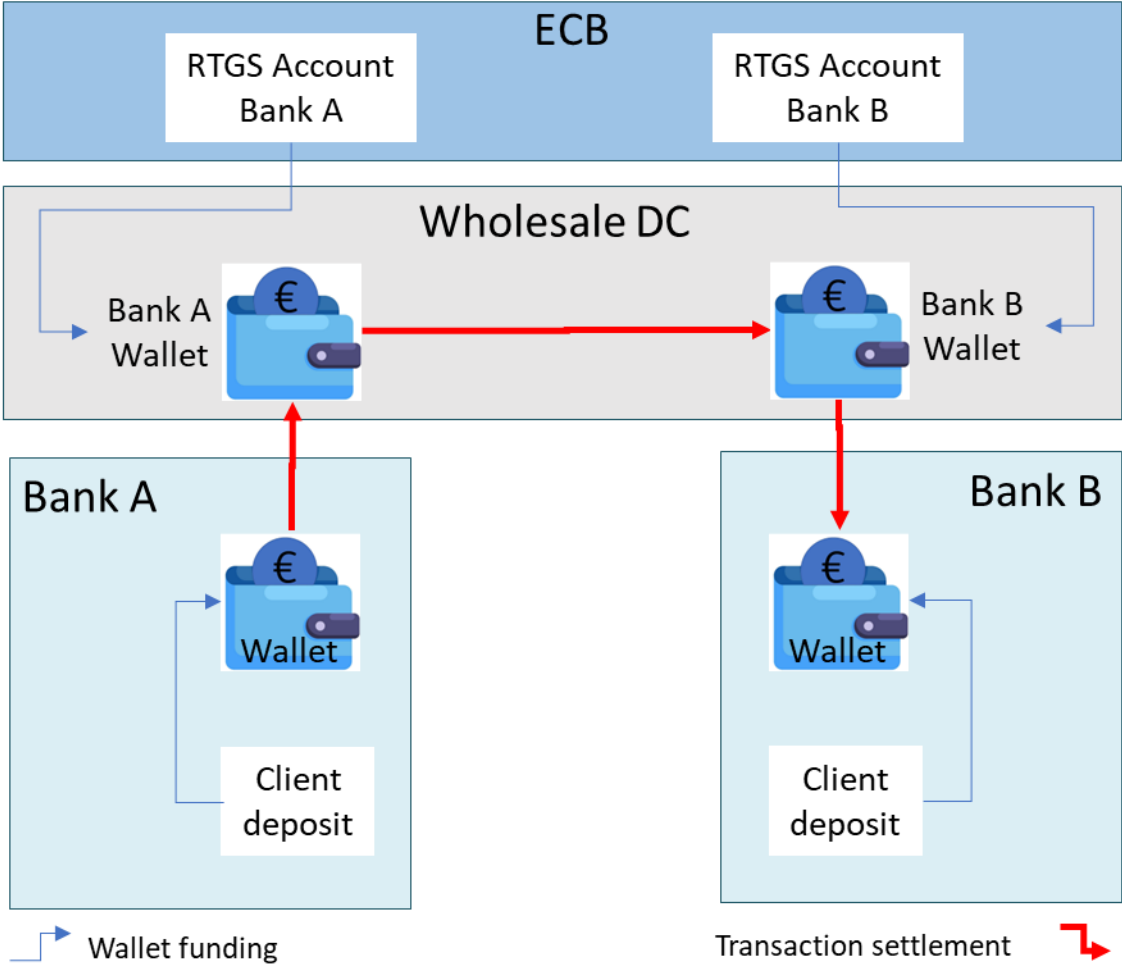 ECB
RTGS Account
Bank A
RTGS Account
Bank B
Wholesale DC
Bank A
Wallet
€
€
Bank B
Wallet
Bank A
€
Wallet
Client
deposit
Bank B
€
Wallet
Client
deposit
Wallet funding
Transaction settlement